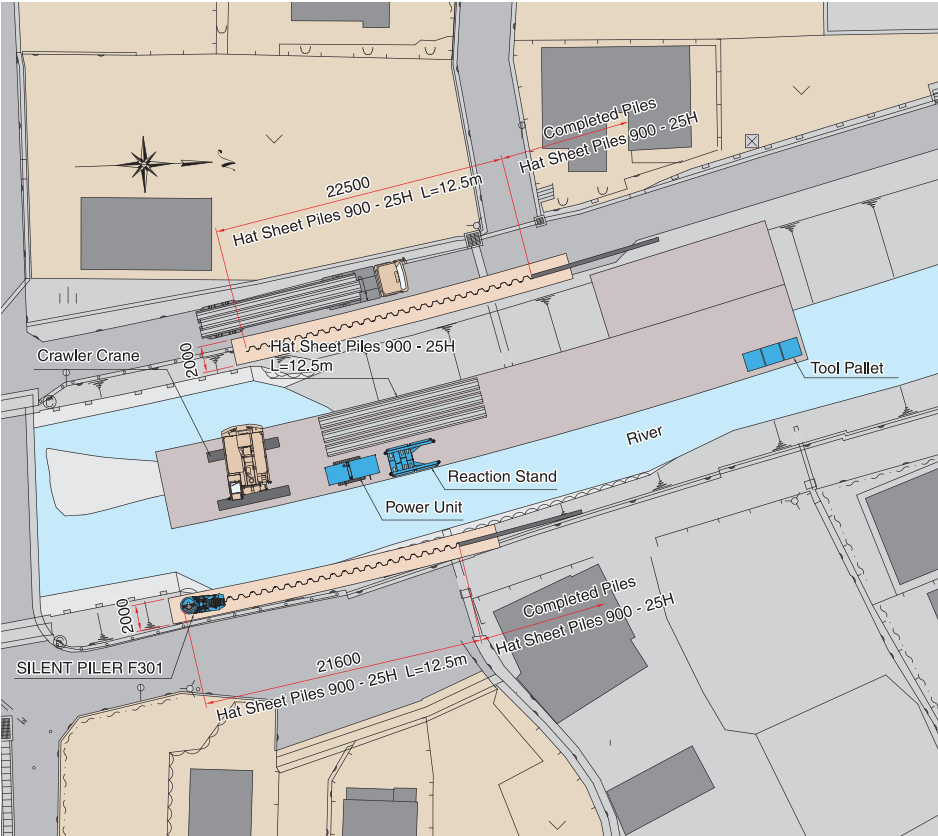 Completed Piles
Hat Sheet Piles 900 - 25H
22500
Hat Sheet Piles 900 - 25H L=12.5m
Crawler Crane
2000
Hat Sheet Piles 900 - 25H
L=12.5m
Tool Pallet
River
Reaction Stand
Power Unit
2000
SILENT PILER F301
Completed Piles
Hat Sheet Piles 900 - 25H
21600
Hat Sheet Piles 900 - 25H L=12.5m